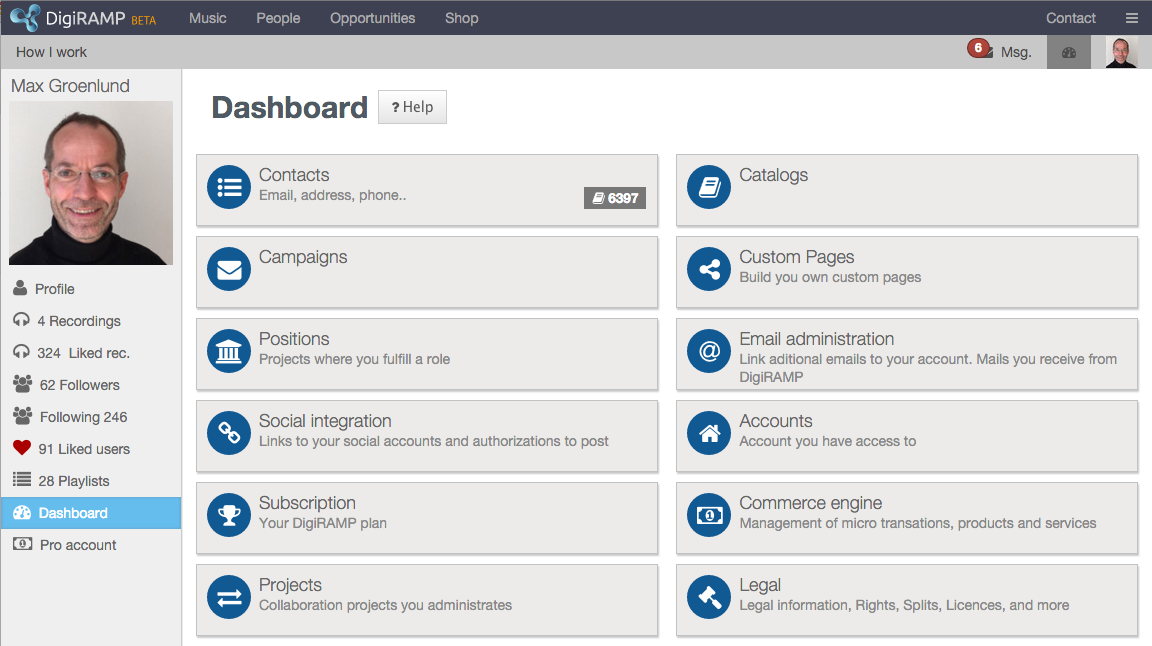 DigiRAMP BETA Music People Opportunities Shop Contact
How I work 6 Msg.
Max Groenlund
Profile
4 Recordings
324 Liked rec.
62 Followers
Following 246
91 Liked users
28 Playlists
Dashboard
Pro account
Dashboard ? Help
Contacts
Email, address, phone..
6397
Catalogs
Campaigns
Custom Pages
Build you own custom pages
Positions
Projects where you fulfill a role
@
Email administration
Link aditional emails to your account. Mails you receive from
DigiRAMP
Social integration
Links to your social accounts and authorizations to post
Accounts
Account you have access to
Subscription
Your DigiRAMP plan
Commerce engine
Management of micro transations, products and services
Projects
Collaboration projects you administrates
Legal
Legal information, Rights, Splits, Licences, and more